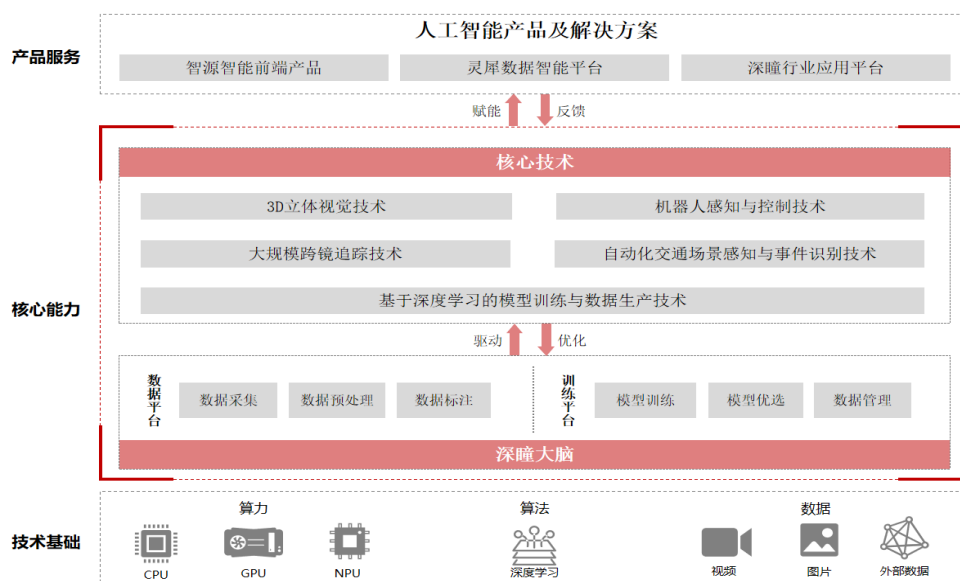 产品服务
人工智能产品及解决方案
智源智能前端产品
灵犀数据智能平台
深瞳行业应用平台
赋能
反馈
核心能力
核心技术
3D立体视觉技术
机器人感知与控制技术
大规模跨镜追踪技术
自动化交通场景感知与事件识别技术
基于深度学习的模型训练与数据生产技术
驱动
优化
数据平台
数据采集
数据预处理
数据标注
训练平台
模型训练
模型优选
数据管理
深瞳大脑
技术基础
算力
算法
数据
CPU
GPU
NPU
深度学习
视频
图片
外部数据